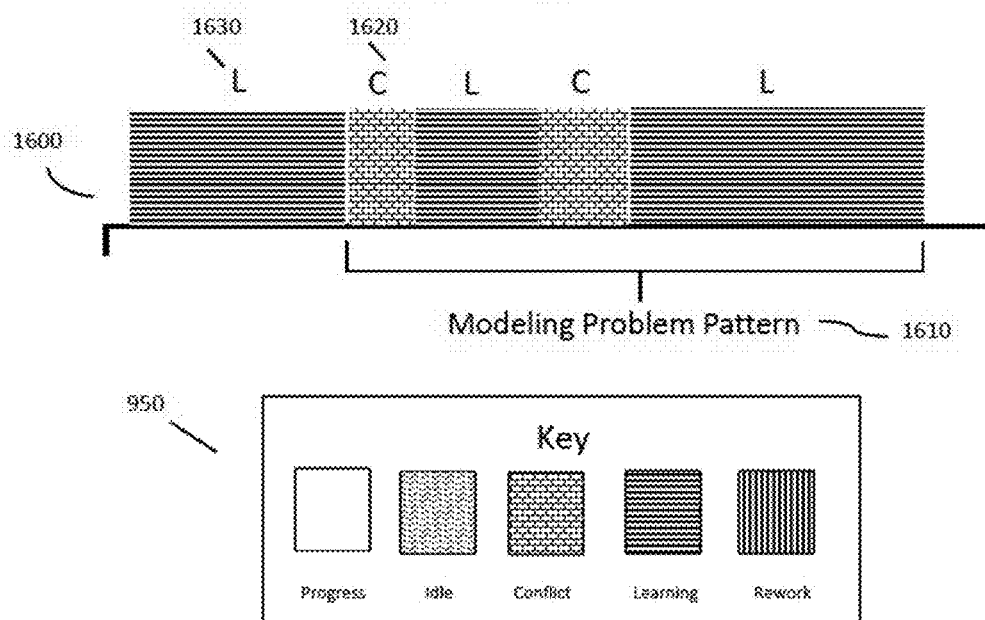 1630
1620
L C L C L
1600
Modeling Problem Pattern
1610
950
Key
Progress Idle Conflict Learning Rework